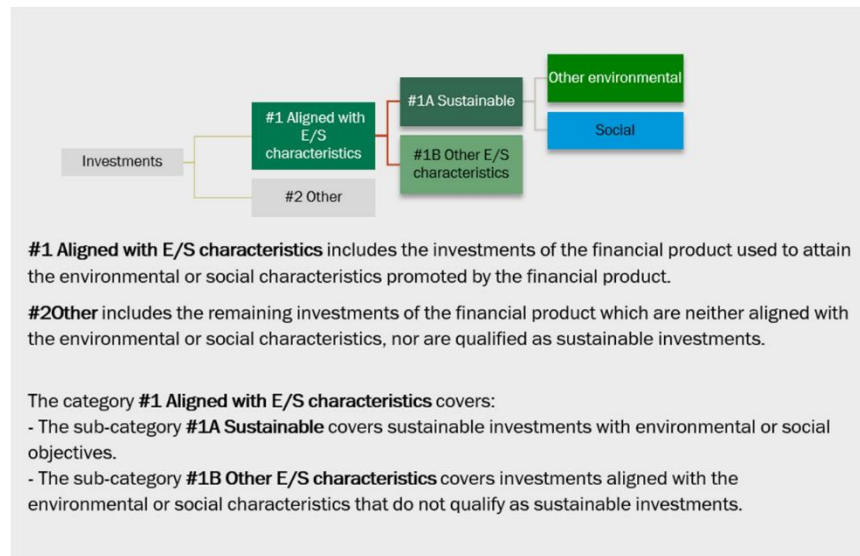 Other environmental
#1A Sustainable
#1 Aligned with
E/S
characteristics
Social
Investments
#1B Other E/S
characteristics
#2 Other
#1 Aligned with E/S characteristics includes the investments of the financial product used to attain
the environmental or social characteristics promoted by the financial product.
#2Other includes the remaining investments of the financial product which are neither aligned with
the environmental or social characteristics, nor are qualified as sustainable investments.
The category #1 Aligned with E/S characteristics covers:
- The sub-category #1A Sustainable covers sustainable investments with environmental or social
objectives.
- The sub-category #1B Other E/S characteristics covers investments aligned with the
environmental or social characteristics that do not qualify as sustainable investments.